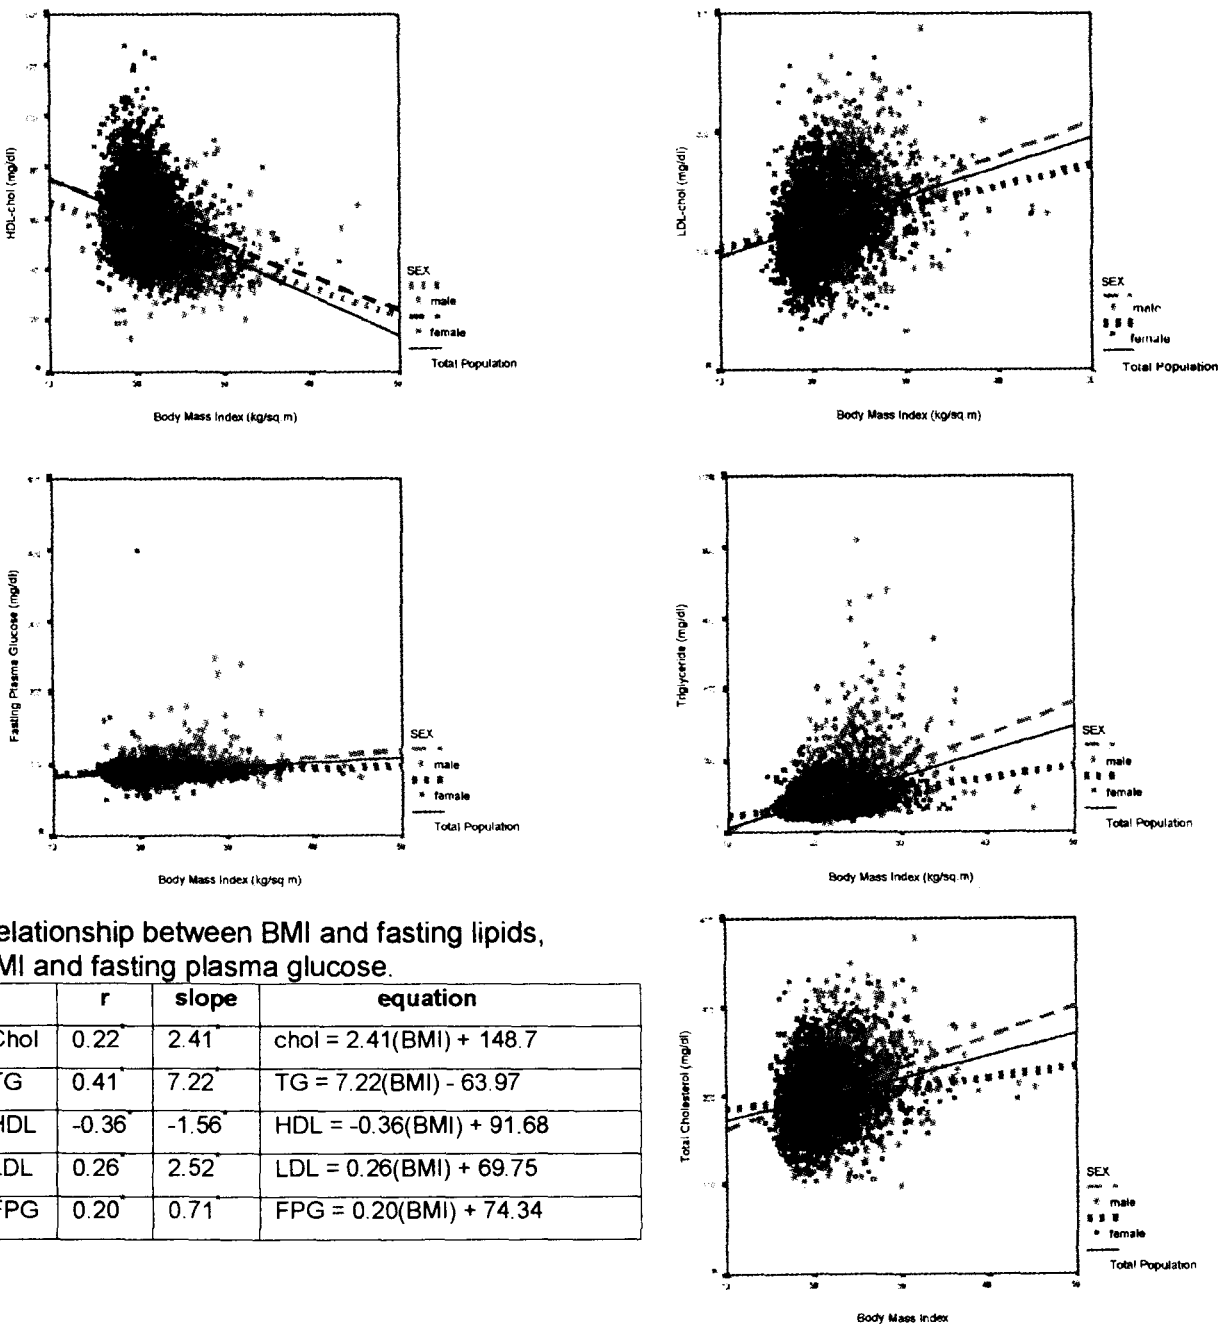 HDL-chol (mg/dl)
SEX
male
female
Total Population
Body Mass Index (kg/sq m)
LDL-chol (mg/dl)
SEX
male
female
Total Population
Body Mass Index (kg/sq m)
Fasting Plasma Glucose (mg/dl)
SEX
male
female
Total Population
Body Mass Index (kg/sq m)
Triglyceride (mg/dl)
SEX
male
female
Total Population
Body Mass Index (kg/sq.m)
elationship between BMI and fasting lipids,
MI and fasting plasma glucose.
r slope equation
Chol 0.22* 2.41* chol = 2.41(BMI) + 148.7
TG 0.41* 7.22* TG = 7.22(BMI) - 63.97
HDL -0.36* -1.56* HDL = -0.36(BMI) + 91.68
LDL 0.26* 2.52* LDL = 0.26(BMI) + 69.75
FPG 0.20* 0.71* FPG = 0.20(BMI) + 74.34
Total Cholesterol (mg/dl)
SEX
male
female
Total Population
Body Mass Index